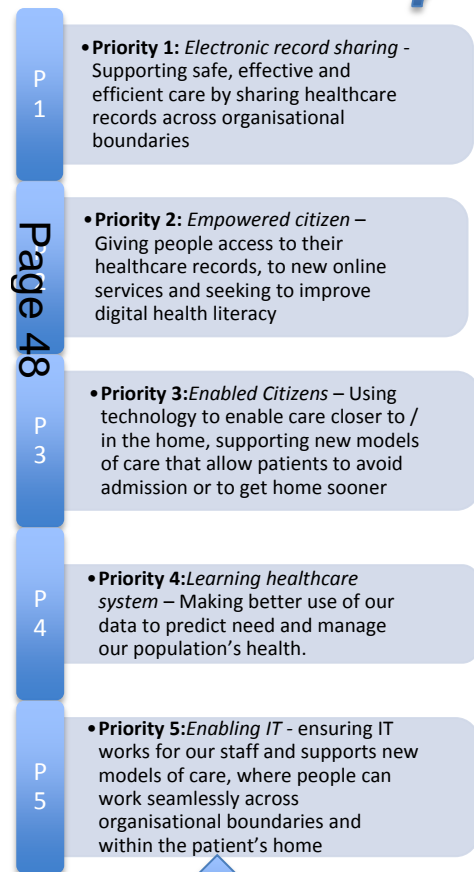 P
1
•Priority 1: Electronic record sharing -
Supporting safe, effective and
efficient care by sharing healthcare
records across organisational
boundaries
Page 48
•Priority 2: Empowered citizen –
Giving people access to their
healthcare records, to new online
services and seeking to improve
digital health literacy
P
3
•Priority 3:Enabled Citizens – Using
technology to enable care closer to /
in the home, supporting new models
of care that allow patients to avoid
admission or to get home sooner
P
4
•Priority 4:Learning healthcare
system – Making better use of our
data to predict need and manage
our population’s health.
P
5
•Priority 5:Enabling IT - ensuring IT
works for our staff and supports new
models of care, where people can
work seamlessly across
organisational boundaries and
within the patient’s home